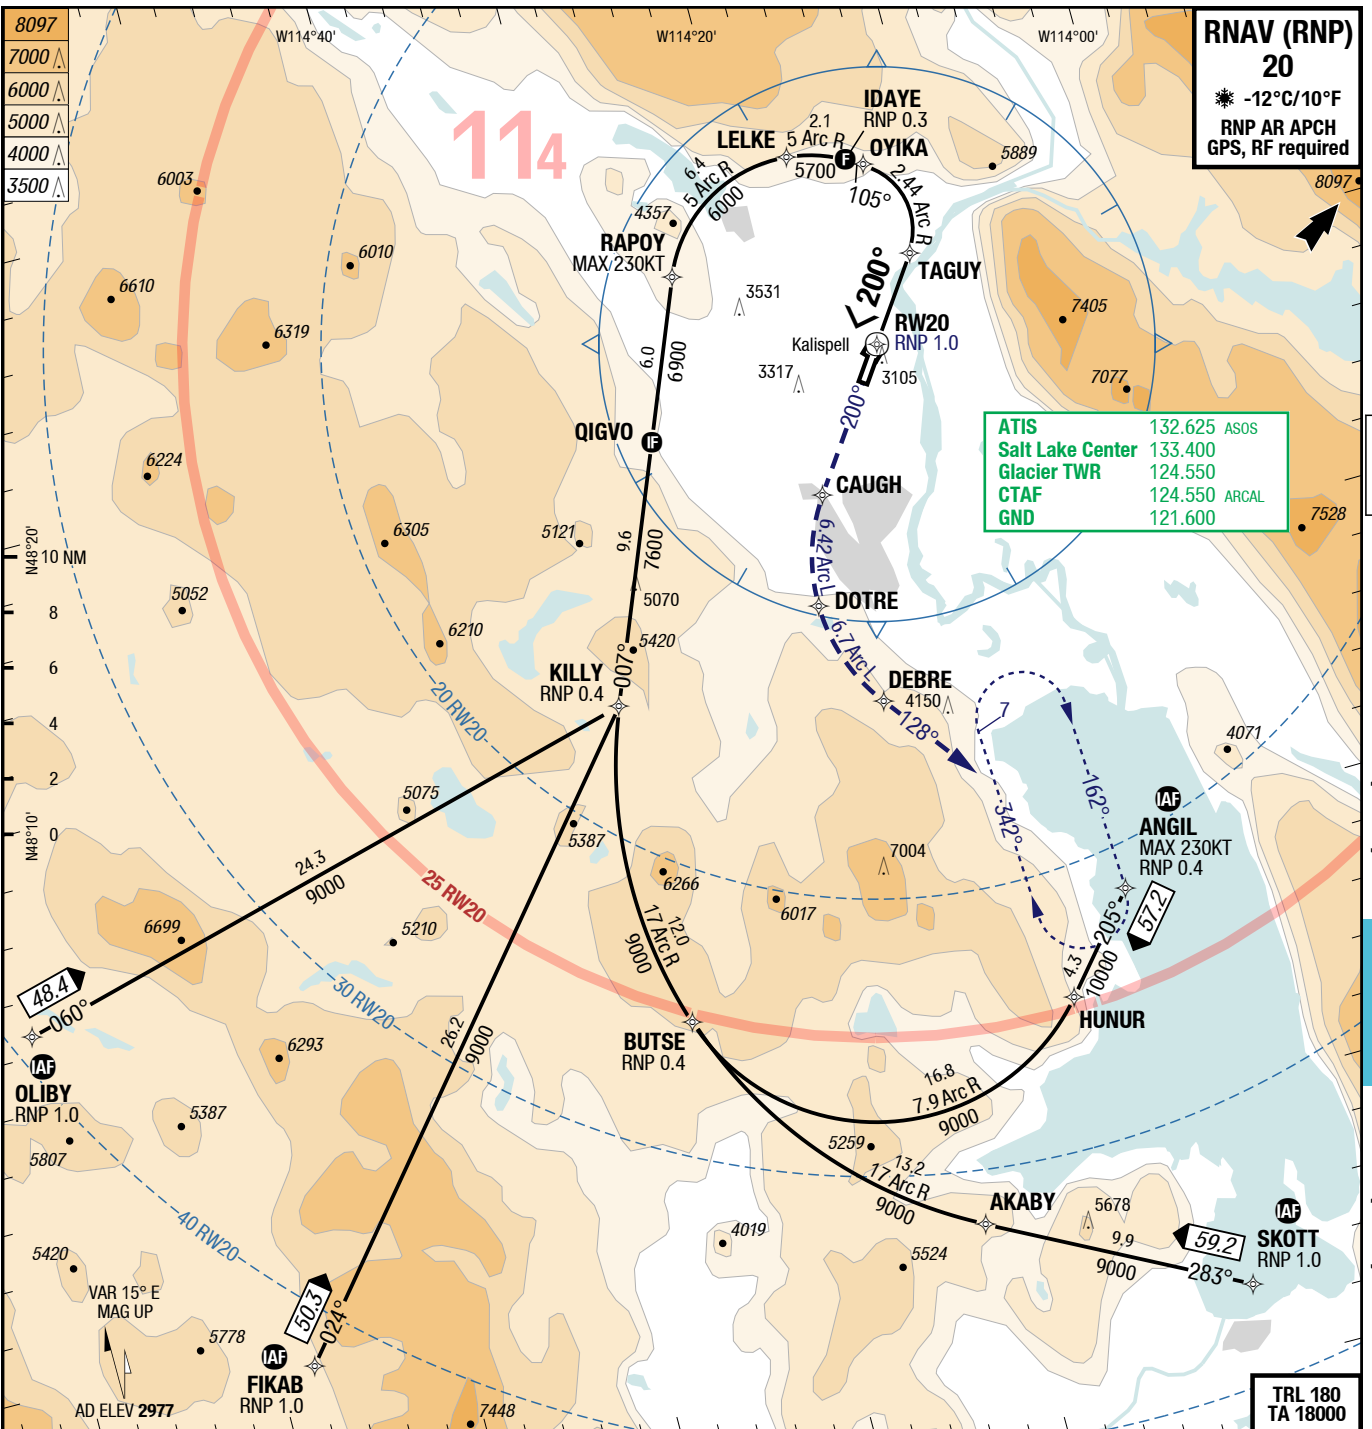 8097
7000
6000
5000
4000
3500
W114°40'
W114°20'
W114°00'
RNAV (RNP)
20
-12°C/10°F
RNP AR APCH
GPS, RF required
8097
114
IDAYE
RNP 0.3
LELKE
2.1
5 Arc R
5700
OYIKA
105°
2.44 Arc R
5889
6003
6.4
5 Arc R
6000
4357
RAPOY
MAX 230KT
TAGUY
F
6010
6610
6319
3531
200°
RW20
RNP 1.0
Kalispell
3317
3105
7405
7077
6.0
6900
QIGVO
IF
ATIS 132.625 ASOS
Salt Lake Center 133.400
Glacier TWR 124.550
CTAF 124.550 ARCAL
GND 121.600
200°
CAUGH
6224
6305
5121
9.6
7600
7528
N48°20'
10 NM
8
6
4
2
0
N48°10'
6.42 Arc L
5052
5070
DOTRE
6210
5420
6.7 Arc L
KILLY
RNP 0.4
007°
DEBRE
4150
128°
7
20 RW20
4071
162°
342°
IAF
ANGIL
MAX 230KT
RNP 0.4
5075
5387
24.3
9000
25 RW20
6266
7004
6017
57.2
205°
6699
5210
12.0
17 Arc R
9000
4.3
10000
48.4
060°
30 RW20
HUNUR
26.2
9000
BUTSE
RNP 0.4
IAF
OLIBY
RNP 1.0
6293
5387
5807
16.8
7.9 Arc R
9000
5259
13.2
17 Arc R
9000
AKABY
5678
IAF
SKOTT
RNP 1.0
59.2
9.9
9000
283°
40 RW20
4019
5524
5420
VAR 15° E
MAG UP
50.3
024°
5778
IAF
FIKAB
RNP 1.0
AD ELEV 2977
7448
TRL 180
TA 18000